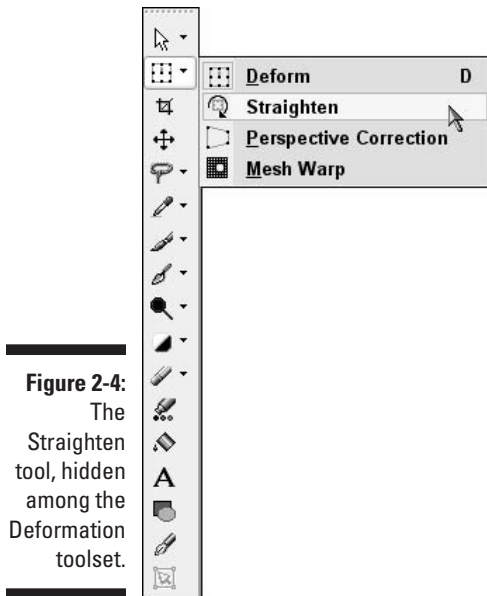 Deform D
Straighten
Perspective Correction
Mesh Warp
A
Figure 2-4:
The
Straighten
tool, hidden
among the
Deformation
toolset.